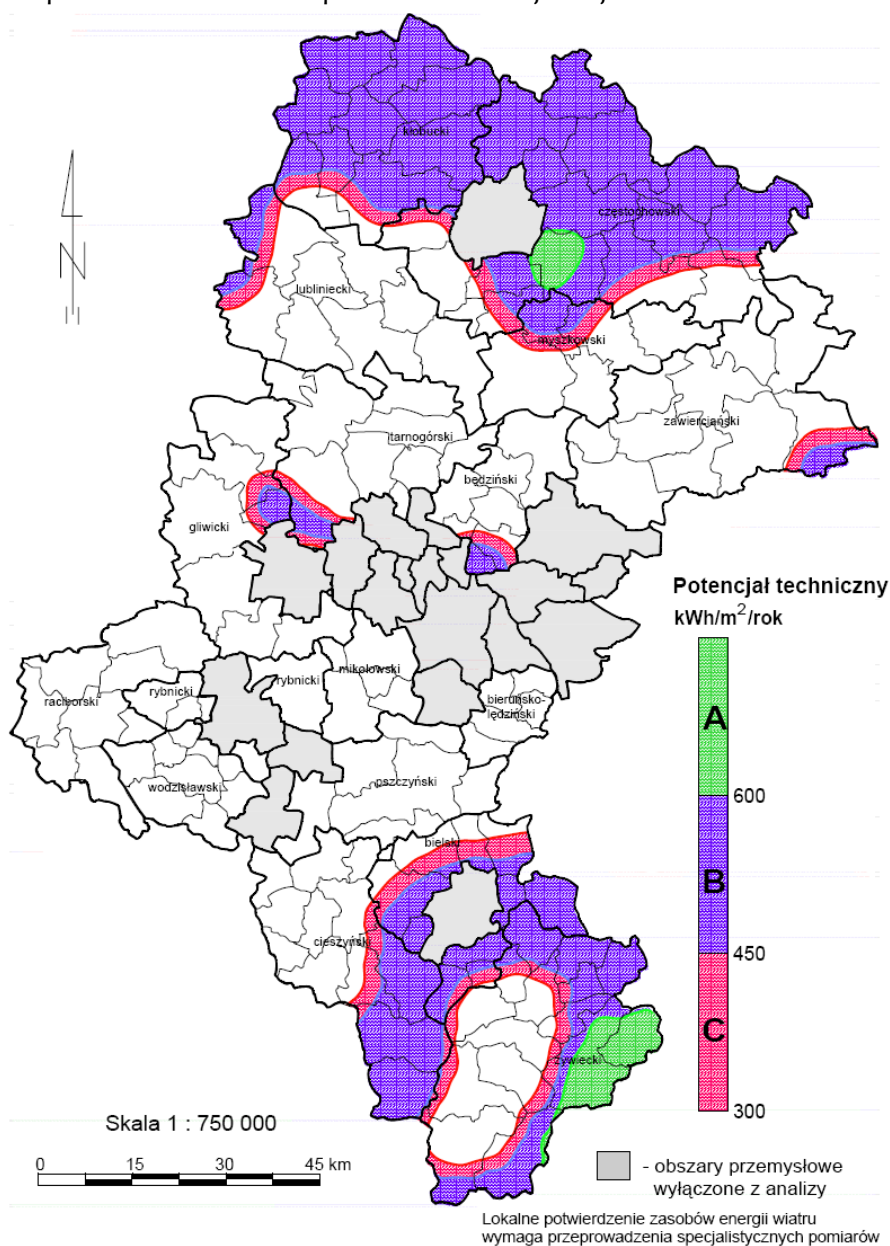 kłobucki
częstochowski
N
lubliniecki
myszkowski
zawierciański
tarnogórski
będziński
gliwicki
Potencjał techniczny
kWh/m²/rok
A
600
B
450
C
300
mikołowski
rybnicki
rybnicki
raciborski
bieruńsko-
lędziński
pszczyński
wodzisławski
bielski
cieszyński
żywiecki
Skala 1 : 750 000
0 15 30 45 km
- obszary przemysłowe
wyłączone z analizy
Lokalne potwierdzenie zasobów energii wiatru
wymaga przeprowadzenia specjalistycznych pomiarów